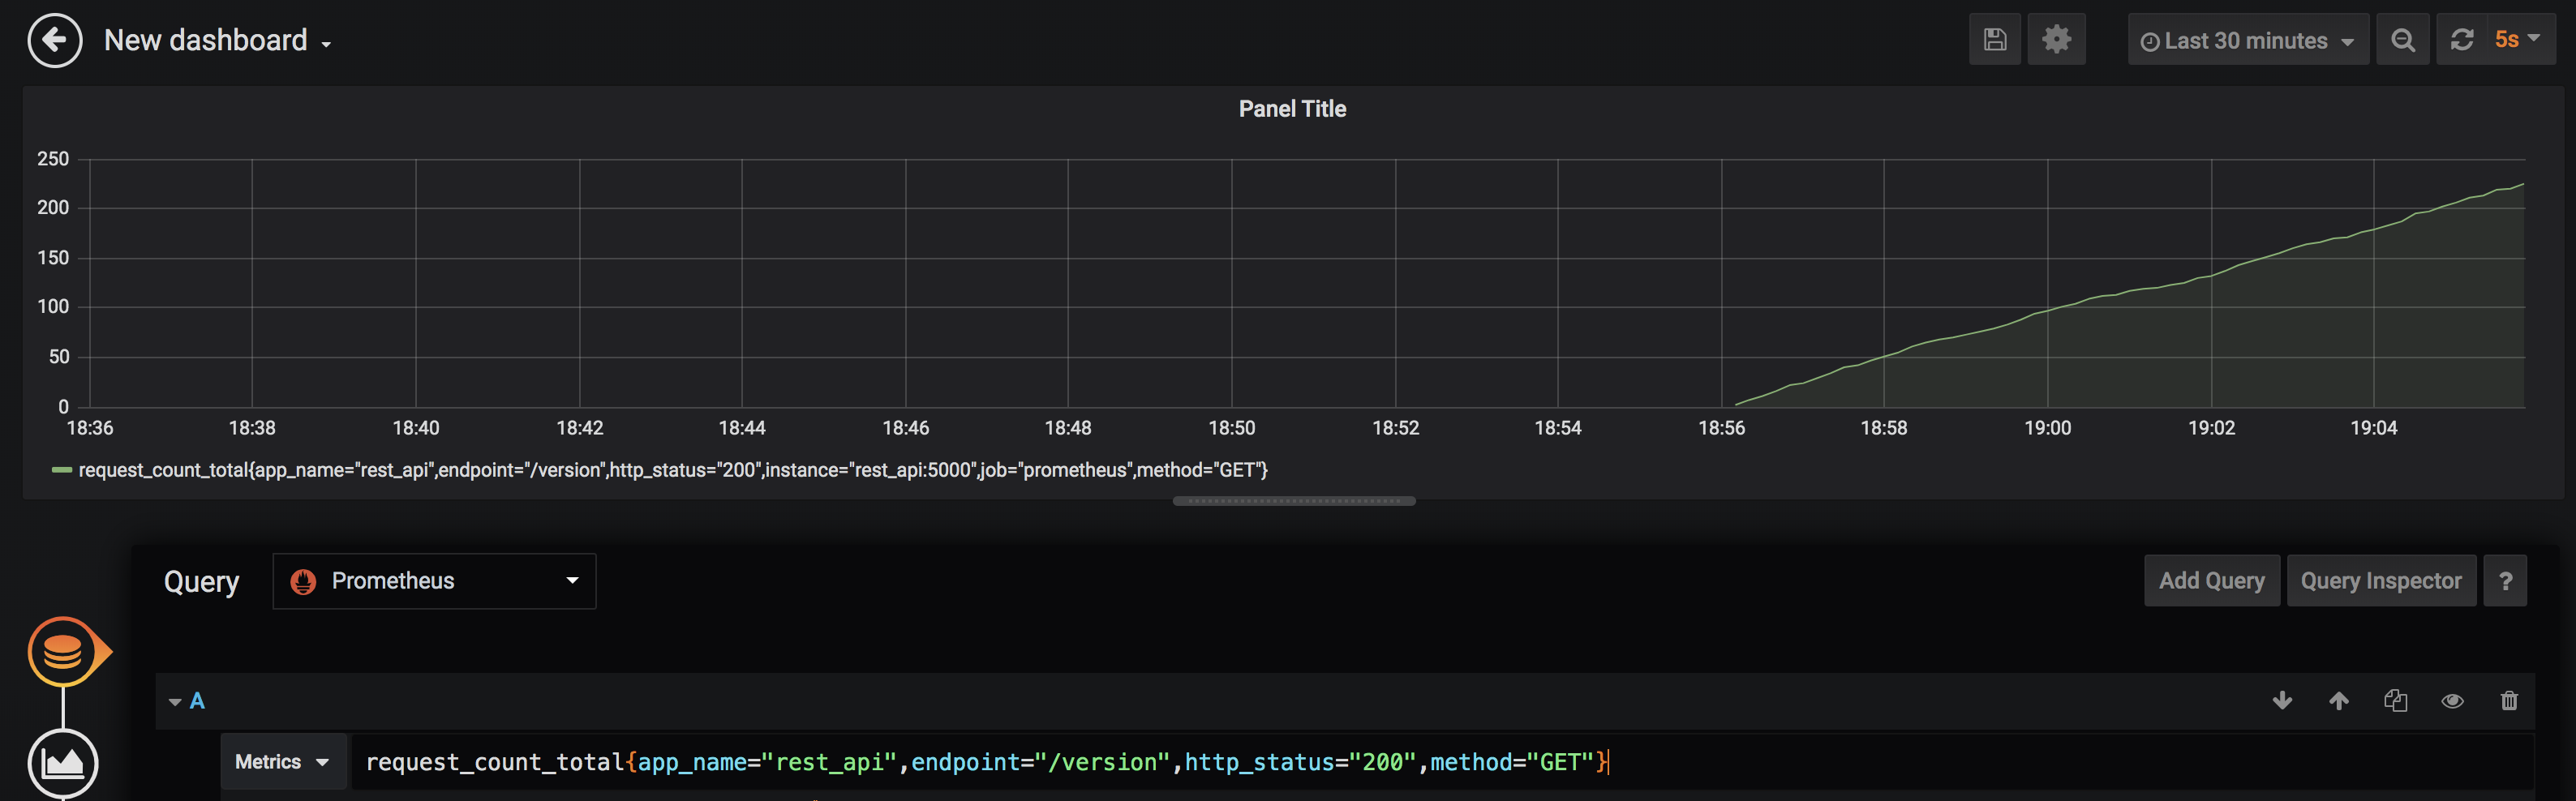 New dashboard
Last 30 minutes
5s
Panel Title
250
200
150
100
50
0
18:36 18:38 18:40 18:42 18:44 18:46 18:48 18:50 18:52 18:54 18:56 18:58 19:00 19:02 19:04
request_count_total{app_name="rest_api",endpoint="/version",http_status="200",instance="rest_api:5000",job="prometheus",method="GET"}
Query Prometheus Add Query Query Inspector ?
A
Metrics request_count_total{app_name="rest_api",endpoint="/version",http_status="200",method="GET"}